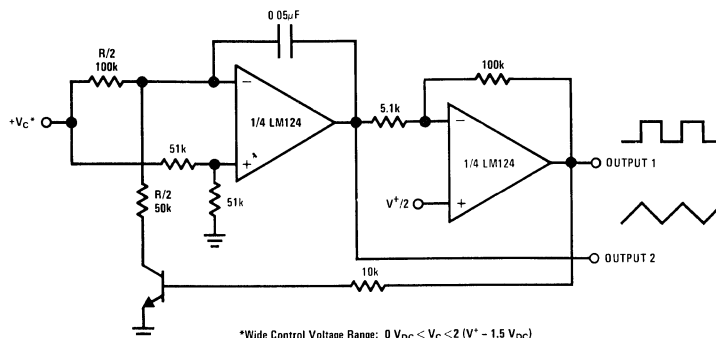 0 05µF
R/2
100k
100k
5.1k
−
1/4 LM124
+
+VC*
51k
51k
−
1/4 LM124
+
V+/2
OUTPUT 1
R/2
50k
OUTPUT 2
10k
*Wide Control Voltage Range: 0 VDC < VC < 2 (V+ − 1.5 VDC)